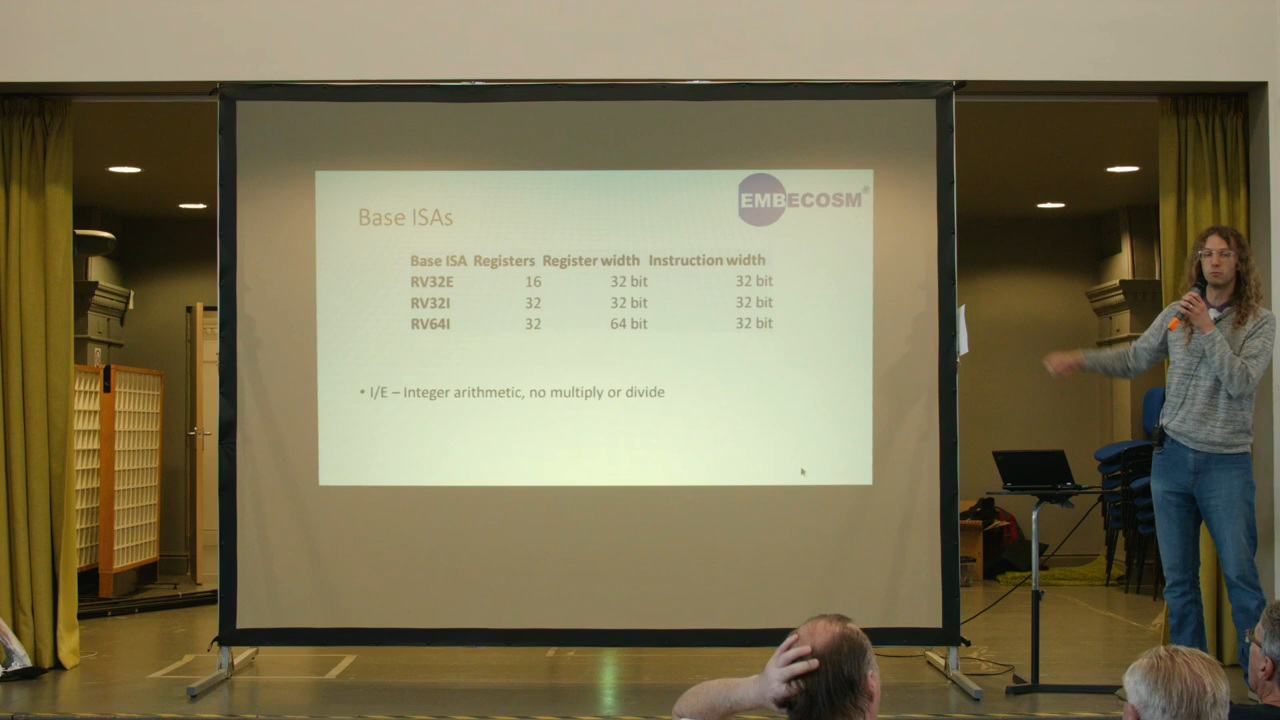 EMBECOSM®
Base ISAs
Base ISA Registers Register width Instruction width
RV32E 16 32 bit 32 bit
RV32I 32 32 bit 32 bit
RV64I 32 64 bit 32 bit
• I/E – Integer arithmetic, no multiply or divide